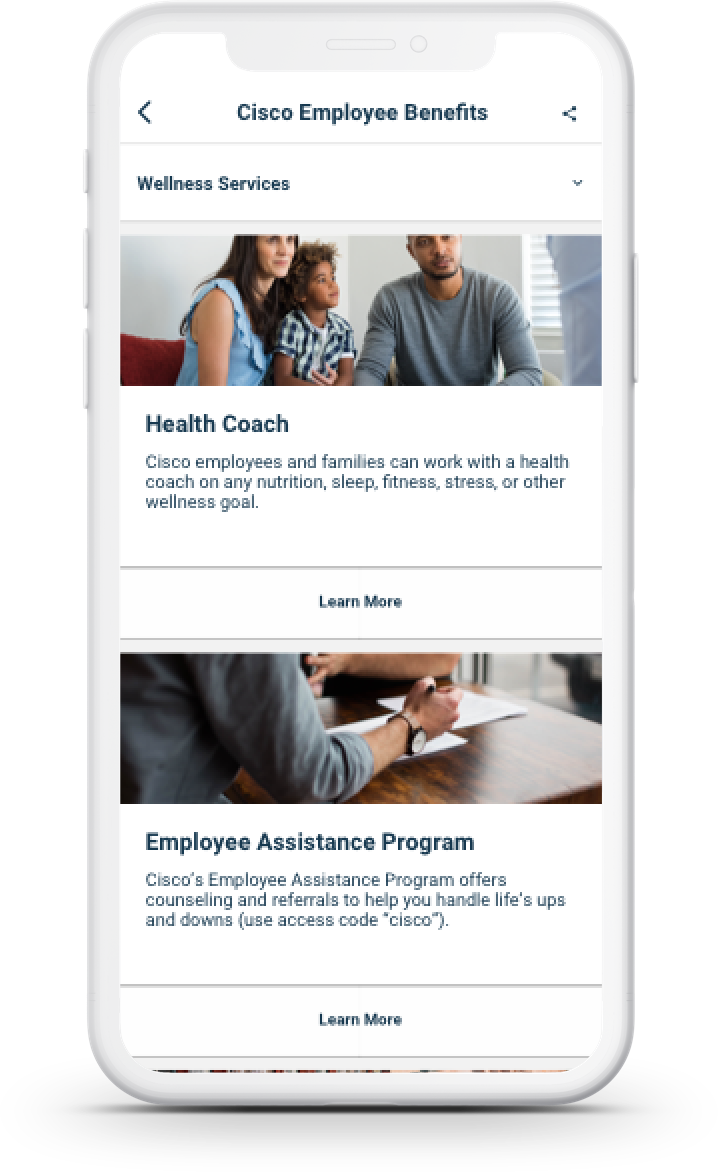 Cisco Employee Benefits
Wellness Services
Health Coach
Cisco employees and families can work with a health
coach on any nutrition, sleep, fitness, stress, or other
wellness goal.
Learn More
Employee Assistance Program
Cisco's Employee Assistance Program offers
counseling and referrals to help you handle life's ups
and downs (use access code “cisco”).
Learn More